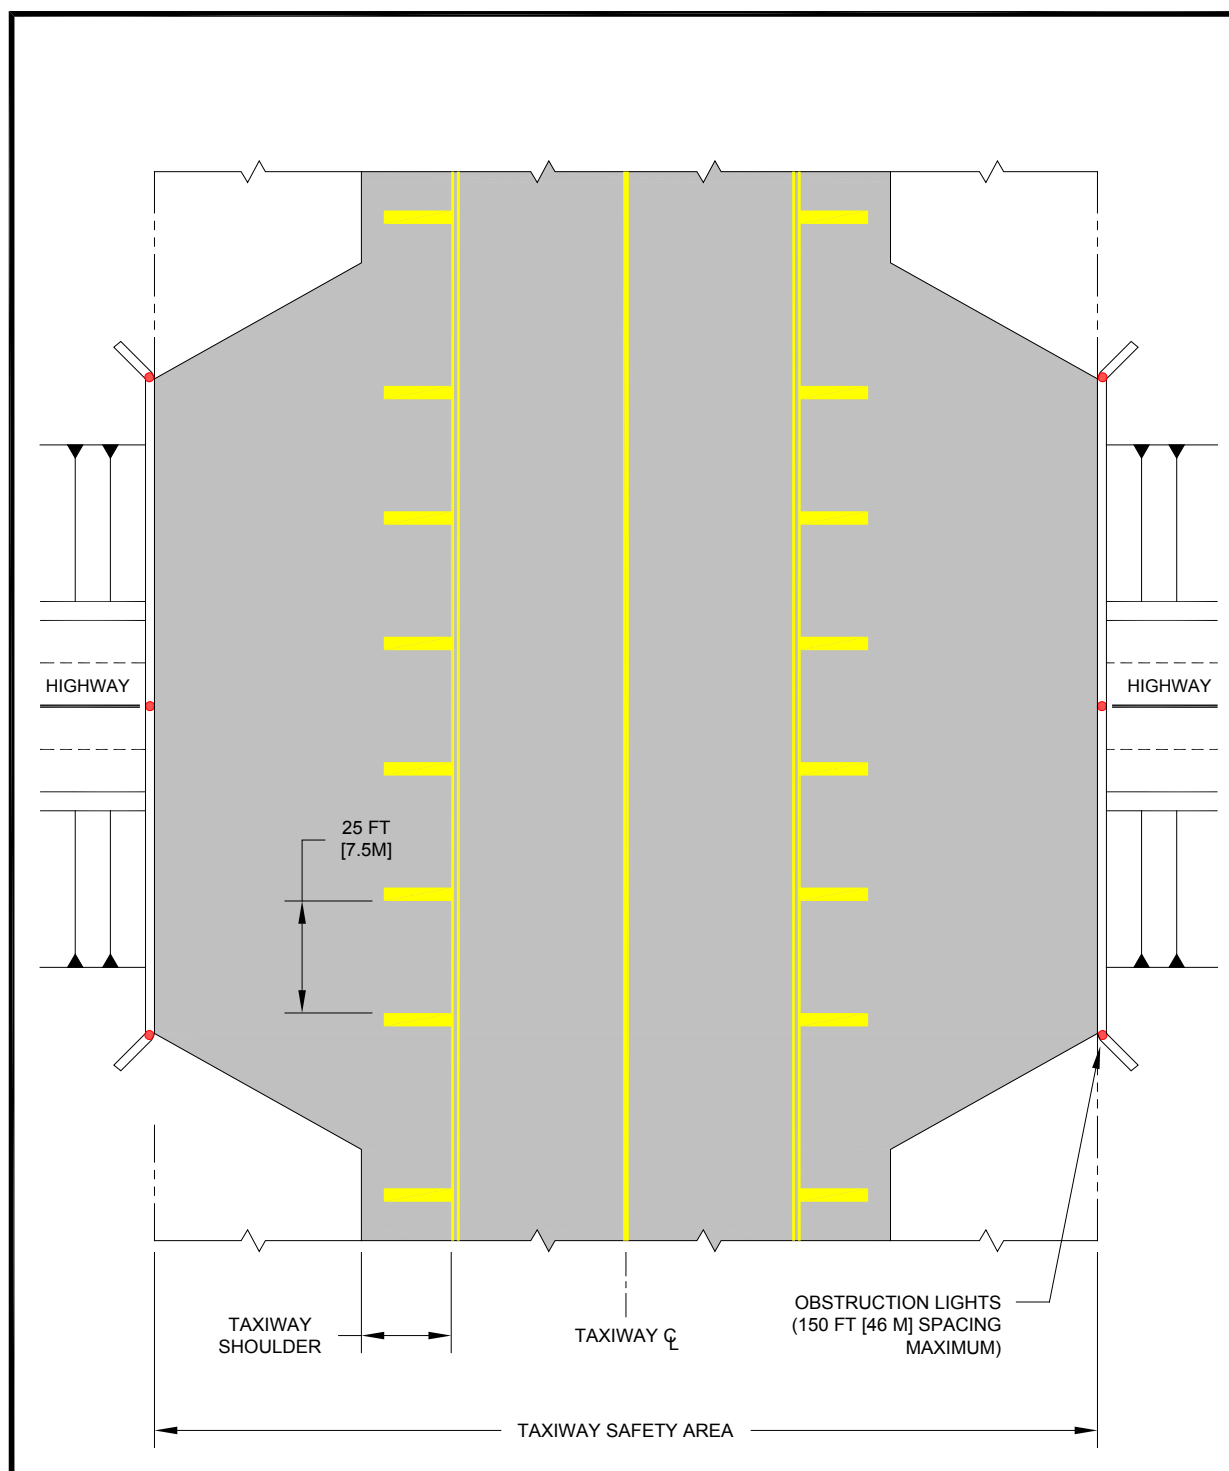 HIGHWAY
HIGHWAY
25 FT
[7.5M]
TAXIWAY
SHOULDER
TAXIWAY ℄
OBSTRUCTION LIGHTS
(150 FT [46 M] SPACING
MAXIMUM)
TAXIWAY SAFETY AREA